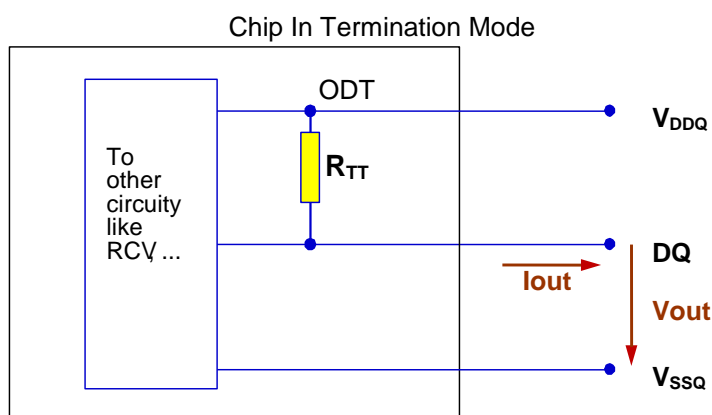 Chip In Termination Mode
ODT
VDDQ
To
other
circuity
like
RCV, ...
RTT
DQ
Iout
Vout
VSSQ